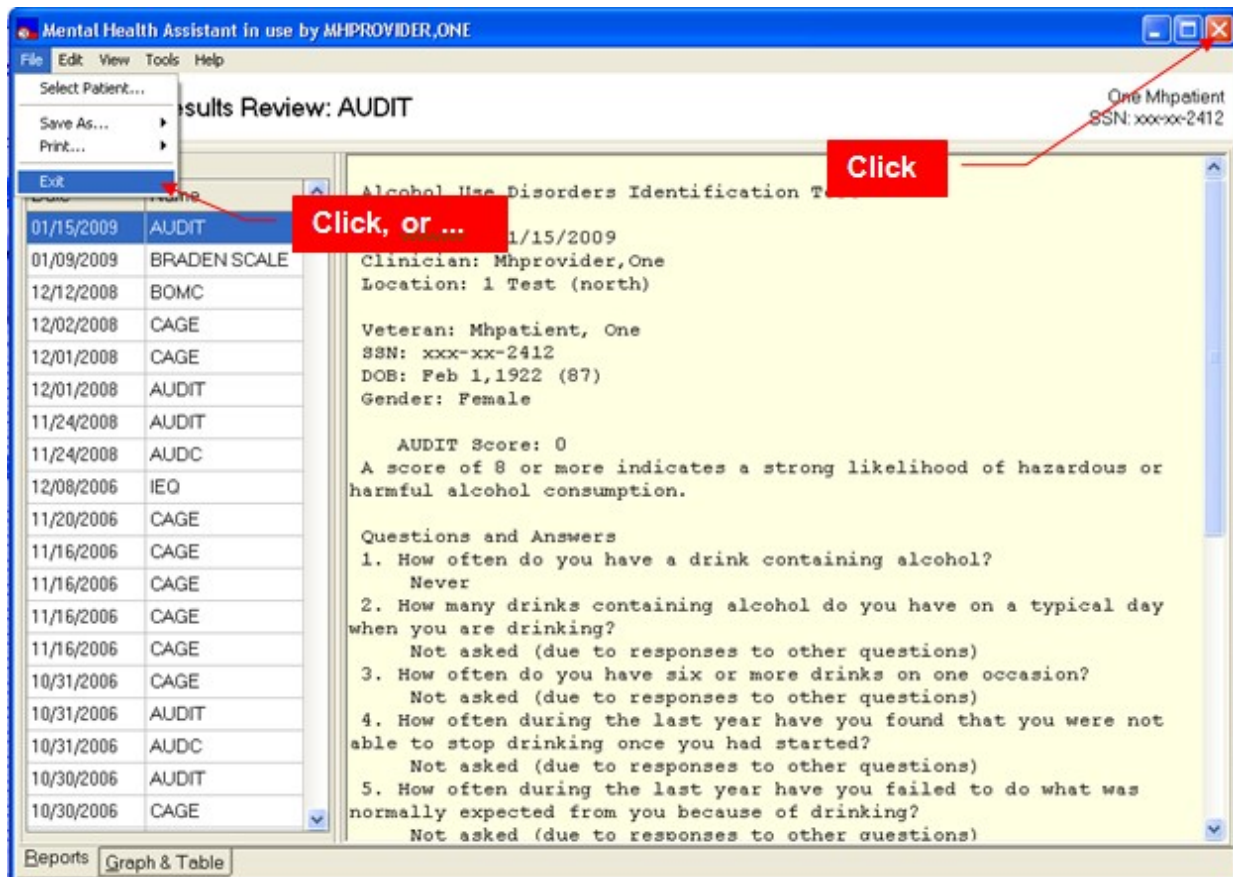 Mental Health Assistant in use by MHPROVIDER,ONE
File Edit View Tools Help
Select Patient...
Save As...
Print...
Exit
sults Review: AUDIT
One Mhpatient
SSN: xxx-xx-2412
Click
Click, or ...
Date Name
01/15/2009 AUDIT
01/09/2009 BRADEN SCALE
12/12/2008 BOMC
12/02/2008 CAGE
12/01/2008 CAGE
12/01/2008 AUDIT
11/24/2008 AUDIT
11/24/2008 AUDC
12/08/2006 IEQ
11/20/2006 CAGE
11/16/2006 CAGE
11/16/2006 CAGE
11/16/2006 CAGE
11/16/2006 CAGE
10/31/2006 CAGE
10/31/2006 AUDIT
10/31/2006 AUDC
10/30/2006 AUDIT
10/30/2006 CAGE
Alcohol Use Disorders Identification
1/15/2009
Clinician: Mhprovider,One
Location: 1 Test (north)
Veteran: Mhpatient, One
SSN: xxx-xx-2412
DOB: Feb 1,1922 (87)
Gender: Female
AUDIT Score: 0
A score of 8 or more indicates a strong likelihood of hazardous or
harmful alcohol consumption.
Questions and Answers
1. How often do you have a drink containing alcohol?
Never
2. How many drinks containing alcohol do you have on a typical day
when you are drinking?
Not asked (due to responses to other questions)
3. How often do you have six or more drinks on one occasion?
Not asked (due to responses to other questions)
4. How often during the last year have you found that you were not
able to stop drinking once you had started?
Not asked (due to responses to other questions)
5. How often during the last year have you failed to do what was
normally expected from you because of drinking?
Not asked (due to responses to other questions)
Reports Graph & Table